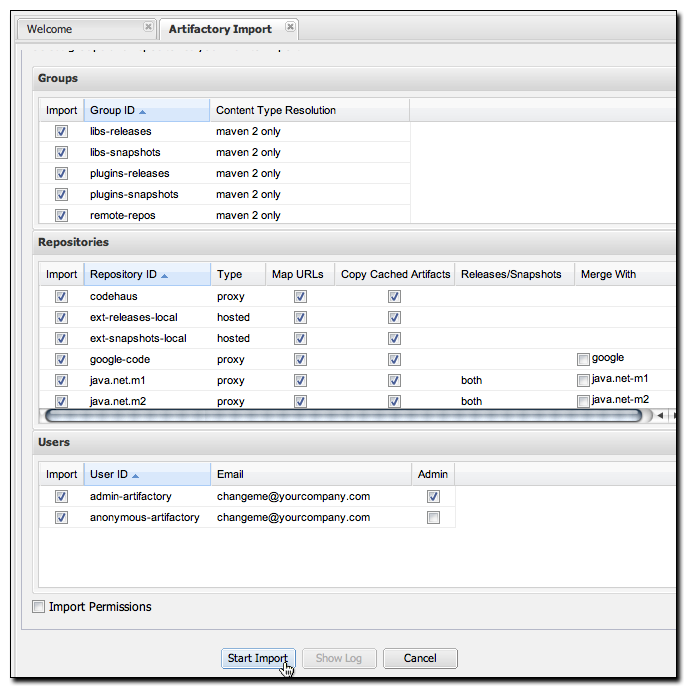 Welcome
Artifactory Import
Groups
Import Group ID Content Type Resolution
libs-releases maven 2 only
libs-snapshots maven 2 only
plugins-releases maven 2 only
plugins-snapshots maven 2 only
remote-repos maven 2 only
Repositories
Import Repository ID Type Map URLs Copy Cached Artifacts Releases/Snapshots Merge With
codehaus proxy
ext-releases-local hosted
ext-snapshots-local hosted
google-code proxy google
java.net.m1 proxy both java.net-m1
java.net.m2 proxy both java.net-m2
Users
Import User ID Email Admin
admin-artifactory changeme@yourcompany.com
anonymous-artifactory changeme@yourcompany.com
Import Permissions
Start Import Show Log Cancel